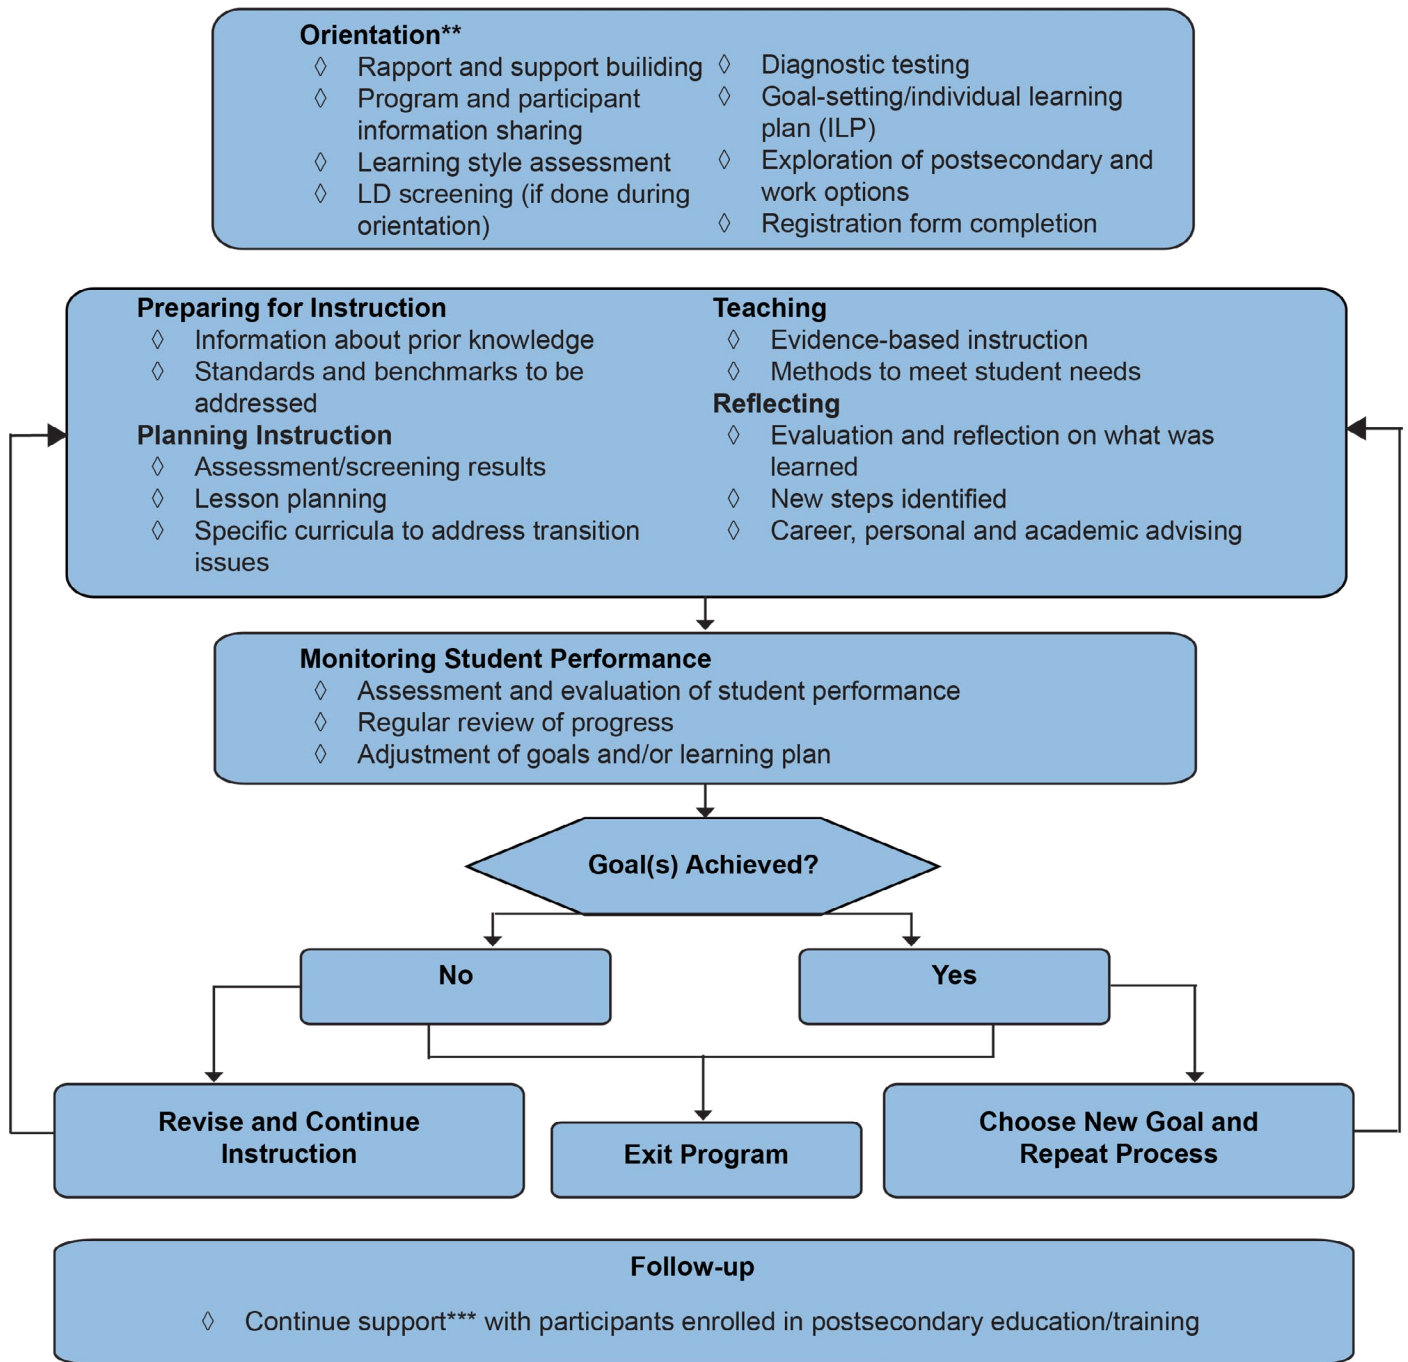 Orientation**
◊ Rapport and support builiding
◊ Program and participant
information sharing
◊ Learning style assessment
◊ LD screening (if done during
orientation)
◊ Diagnostic testing
◊ Goal-setting/individual learning
plan (ILP)
◊ Exploration of postsecondary and
work options
◊ Registration form completion
Preparing for Instruction
◊ Information about prior knowledge
◊ Standards and benchmarks to be
addressed
Planning Instruction
◊ Assessment/screening results
◊ Lesson planning
◊ Specific curricula to address transition
issues
Teaching
◊ Evidence-based instruction
◊ Methods to meet student needs
Reflecting
◊ Evaluation and reflection on what was
learned
◊ New steps identified
◊ Career, personal and academic advising
Monitoring Student Performance
◊ Assessment and evaluation of student performance
◊ Regular review of progress
◊ Adjustment of goals and/or learning plan
Goal(s) Achieved?
No
Yes
Revise and Continue
Instruction
Exit Program
Choose New Goal and
Repeat Process
Follow-up
◊ Continue support*** with participants enrolled in postsecondary education/training